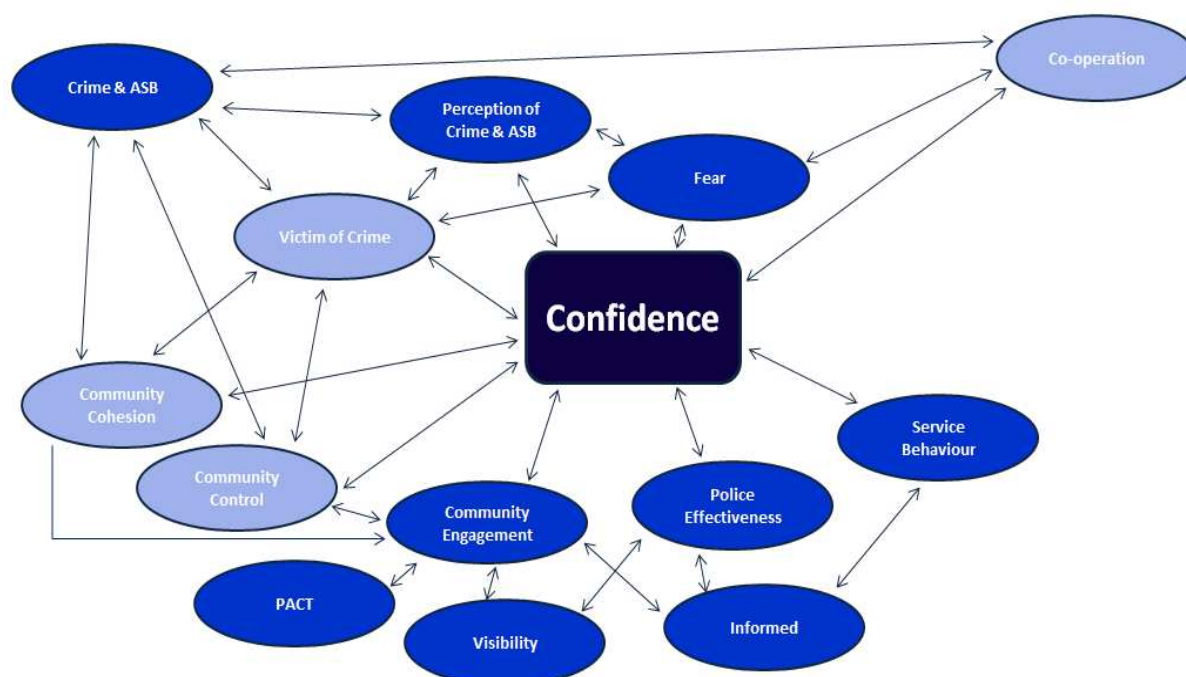 Crime & ASB
Co-operation
Perception of
Crime & ASB
Fear
Victim of Crime
Confidence
Community
Cohesion
Service
Behaviour
Community
Control
Police
Effectiveness
Community
Engagement
PACT
Visibility
Informed